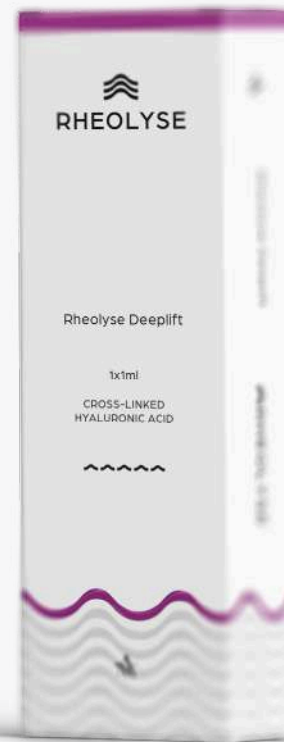 RHEOLYSE
Rheolyse Deeplift
1x1ml
CROSS-LINKED
HYALURONIC ACID